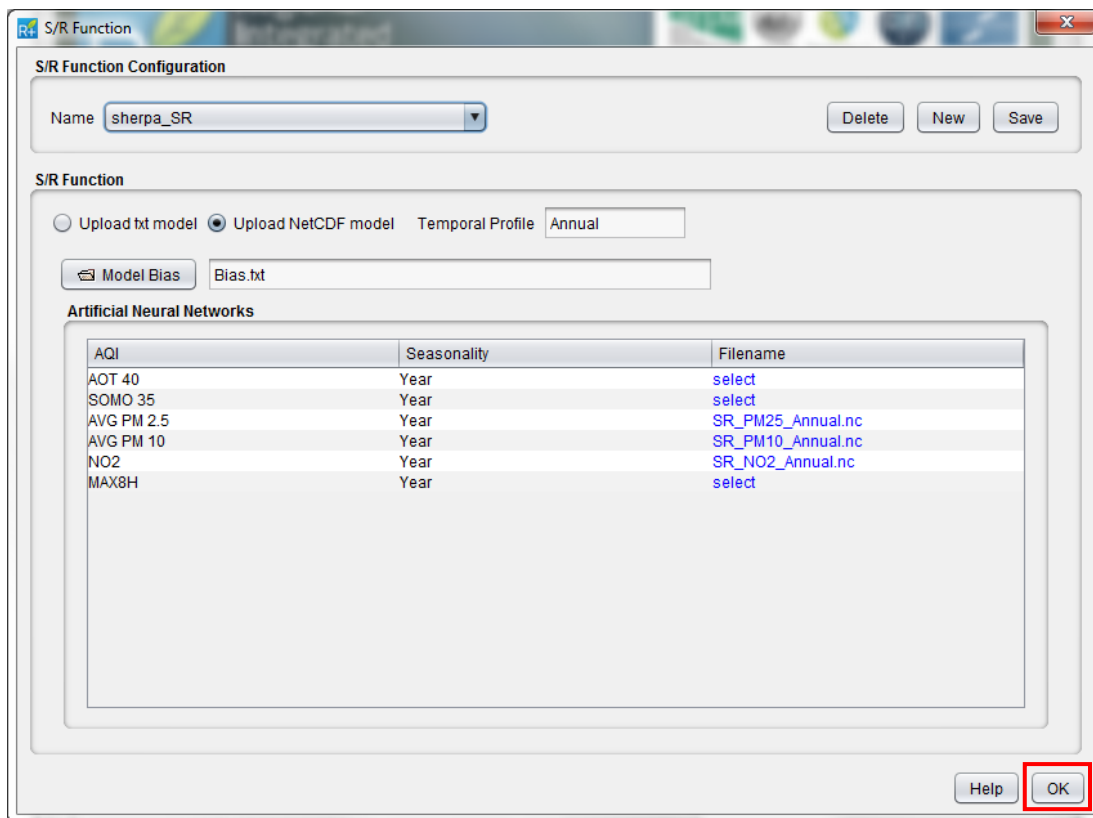 R+ S/R Function
Integrated
S/R Function Configuration
Name sherpa_SR Delete New Save
S/R Function
Upload txt model Upload NetCDF model Temporal Profile Annual
Model Bias Bias.txt
Artificial Neural Networks
AQI Seasonality Filename
AOT 40 Year select
SOMO 35 Year select
AVG PM 2.5 Year SR_PM25_Annual.nc
AVG PM 10 Year SR_PM10_Annual.nc
NO2 Year SR_NO2_Annual.nc
MAX8H Year select
Help OK